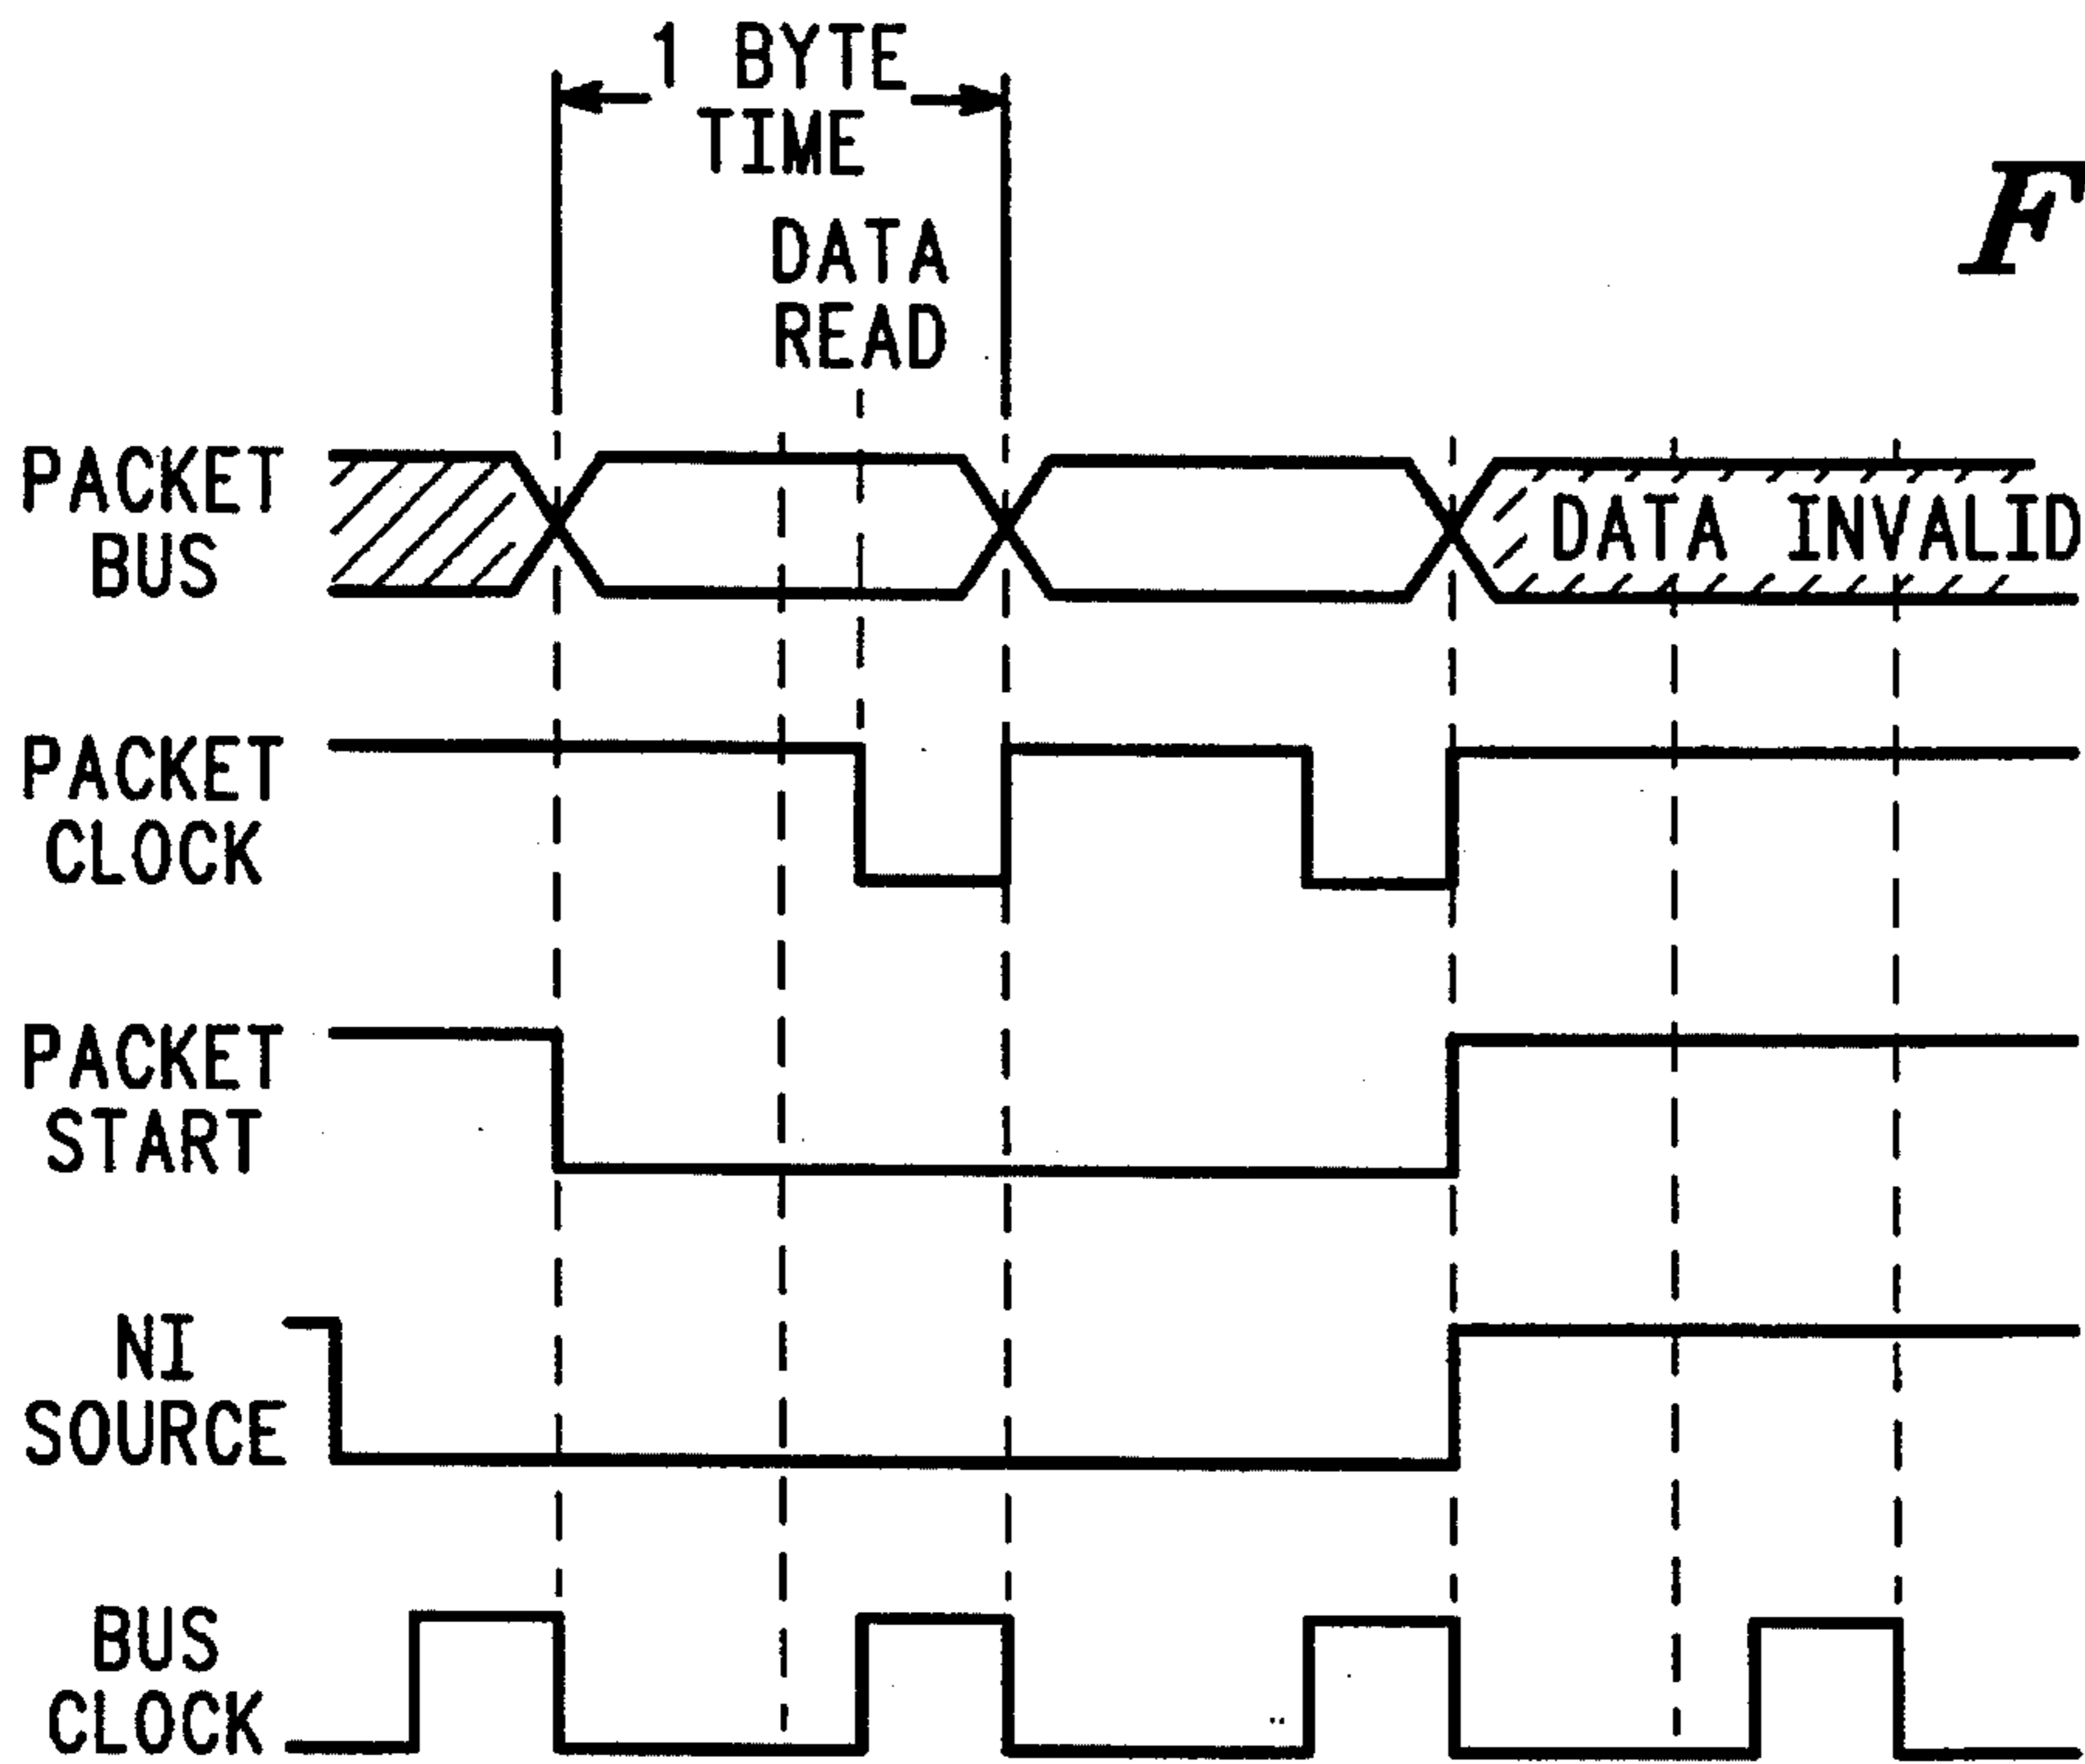 1 BYTE
TIME
F
DATA
READ
PACKET
BUS
DATA INVALID
PACKET
CLOCK
PACKET
START
NI
SOURCE
BUS
CLOCK